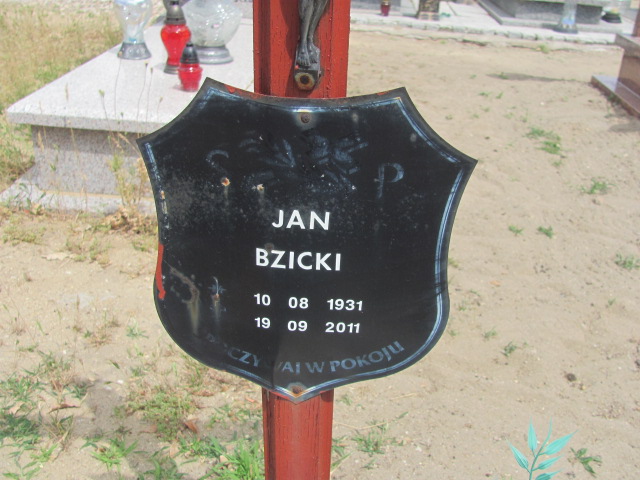 S P
JAN
BZICKI
10 08 1931
19 09 2011
W POKOJU